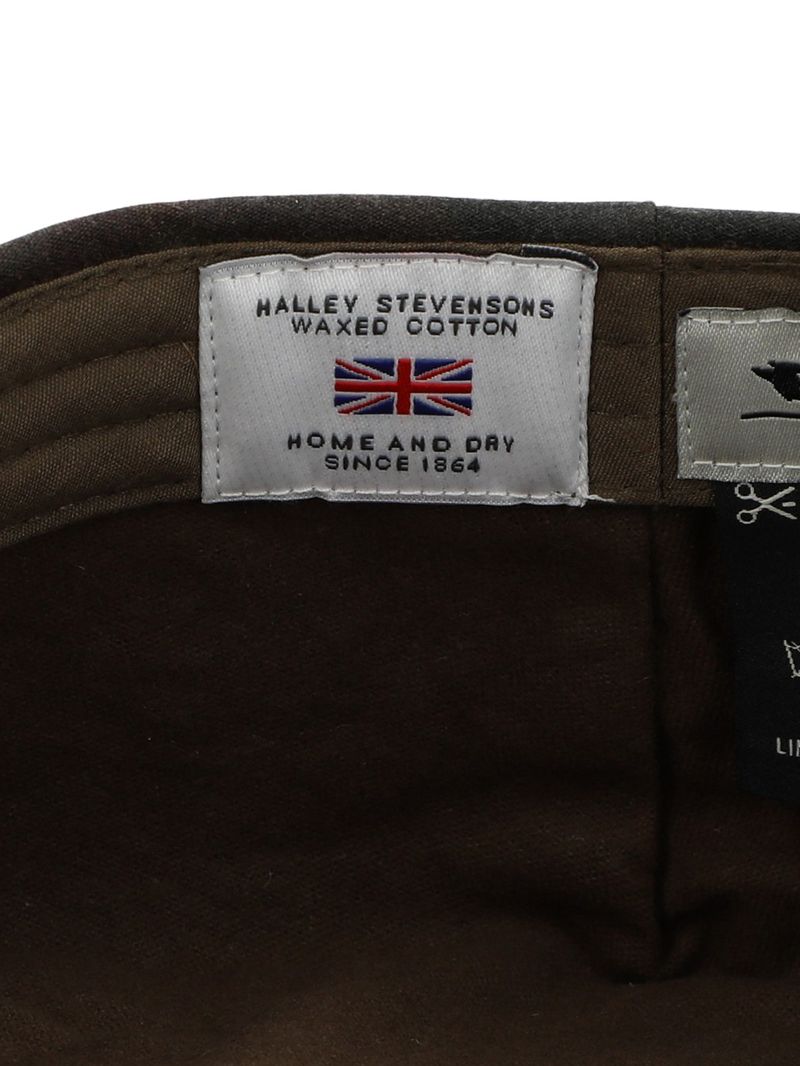 HALLEY STEVENSONS
WAXED COTTON
HOME AND DRY
SINCE 1864